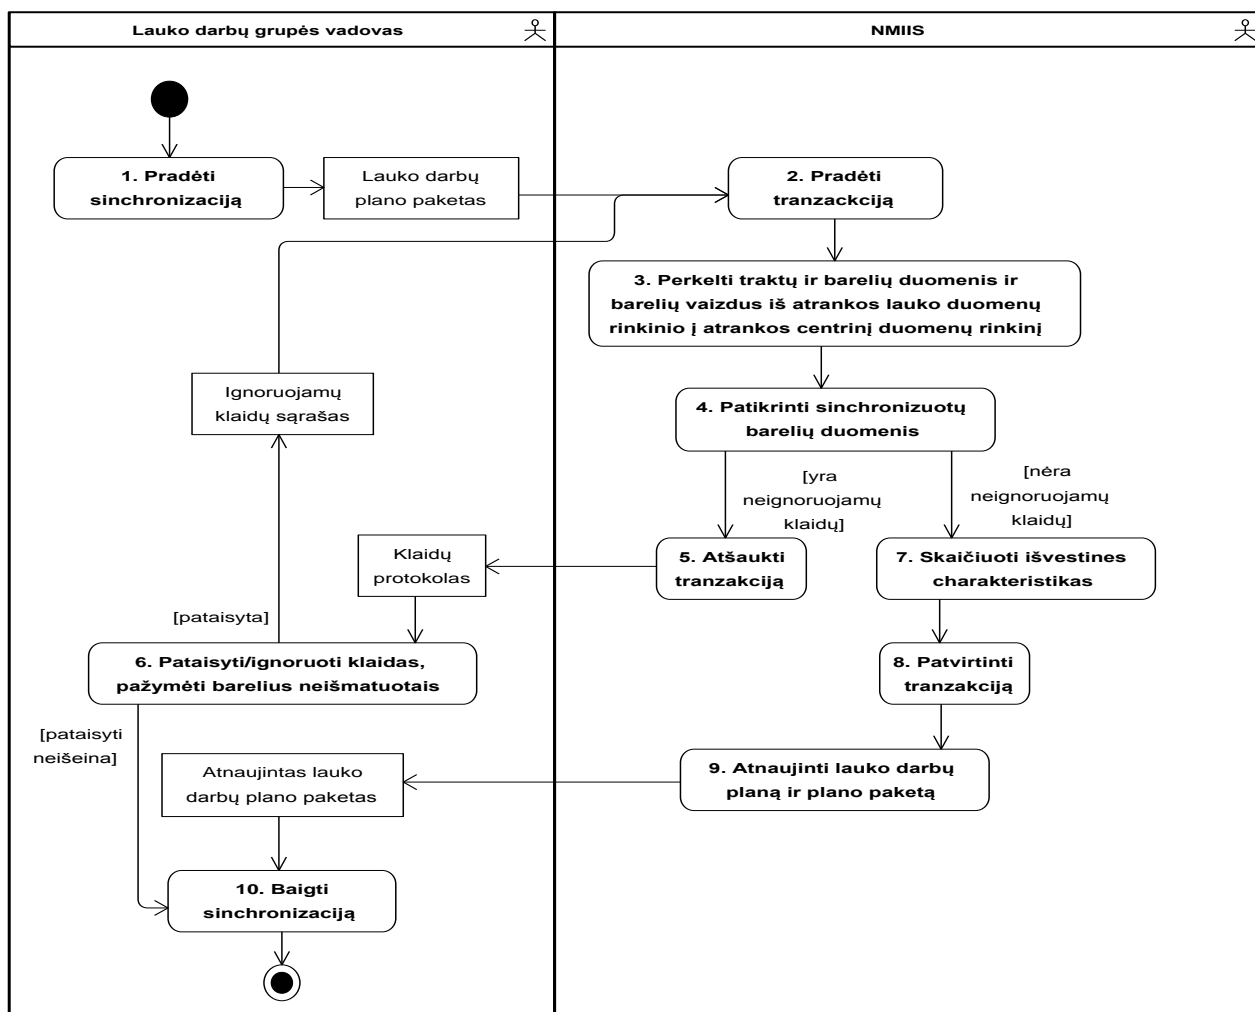 Lauko darbų grupės vadovas
NMIIS
1. Pradėti
sinchronizaciją
Lauko darbų
plano paketas
2. Pradėti
tranzackciją
3. Perkelti traktų ir barelių duomenis ir
barelių vaizdus iš atrankos lauko duomenų
rinkinio į atrankos centrinį duomenų rinkinį
Ignoruojamų
klaidų sąrašas
4. Patikrinti sinchronizuotų
barelių duomenis
[yra
neignoruojamų
klaidų]
[nėra
neignoruojamų
klaidų]
Klaidų
protokolas
5. Atšaukti
tranzakciją
7. Skaičiuoti išvestines
charakteristikas
[pataisyta]
6. Pataisyti/ignoruoti klaidas,
pažymėti barelius neišmatuotais
8. Patvirtinti
tranzakciją
[pataisyti
neišeina]
Atnaujintas lauko
darbų plano paketas
9. Atnaujinti lauko darbų
planą ir plano paketą
10. Baigti
sinchronizaciją